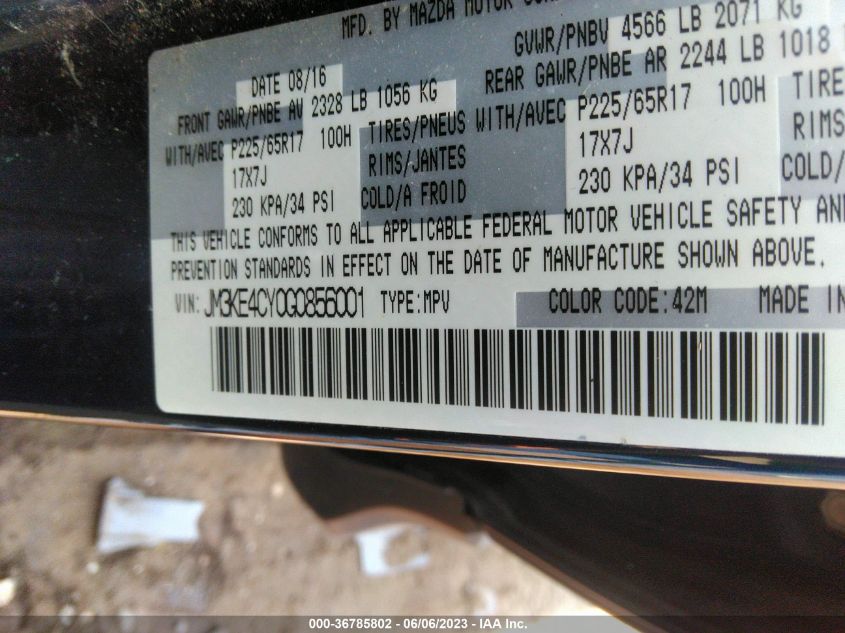 MFD. BY MAZDA MOTOR
DATE 08/16
GVWR/PNBV 4566 LB 2071 KG
FRONT GAWR/PNBE AV 2328 LB 1056 KG
REAR GAWR/PNBE AR 2244 LB 1018
WITH/AVEC P225/65R17 100H TIRES/PNEUS
17X7J RIMS/JANTES
230 KPA/34 PSI COLD/A FROID
WITH/AVEC P225/65R17 100H TIRE
17X7J RIMS
230 KPA/34 PSI COLD/
THIS VEHICLE CONFORMS TO ALL APPLICABLE FEDERAL MOTOR VEHICLE SAFETY AND
PREVENTION STANDARDS IN EFFECT ON THE DATE OF MANUFACTURE SHOWN ABOVE.
VIN: JM3KE4CY0G0856001 TYPE:MPV COLOR CODE:42M MADE IN
000-36785802 - 06/06/2023 - IAA Inc.